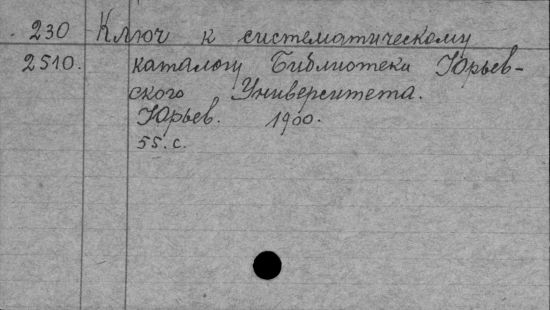 230 Ключ к систематическому
2510. каталогу Библиотеки Юрьев-
ского Университета.
Юрьев. 1900.
55. с.